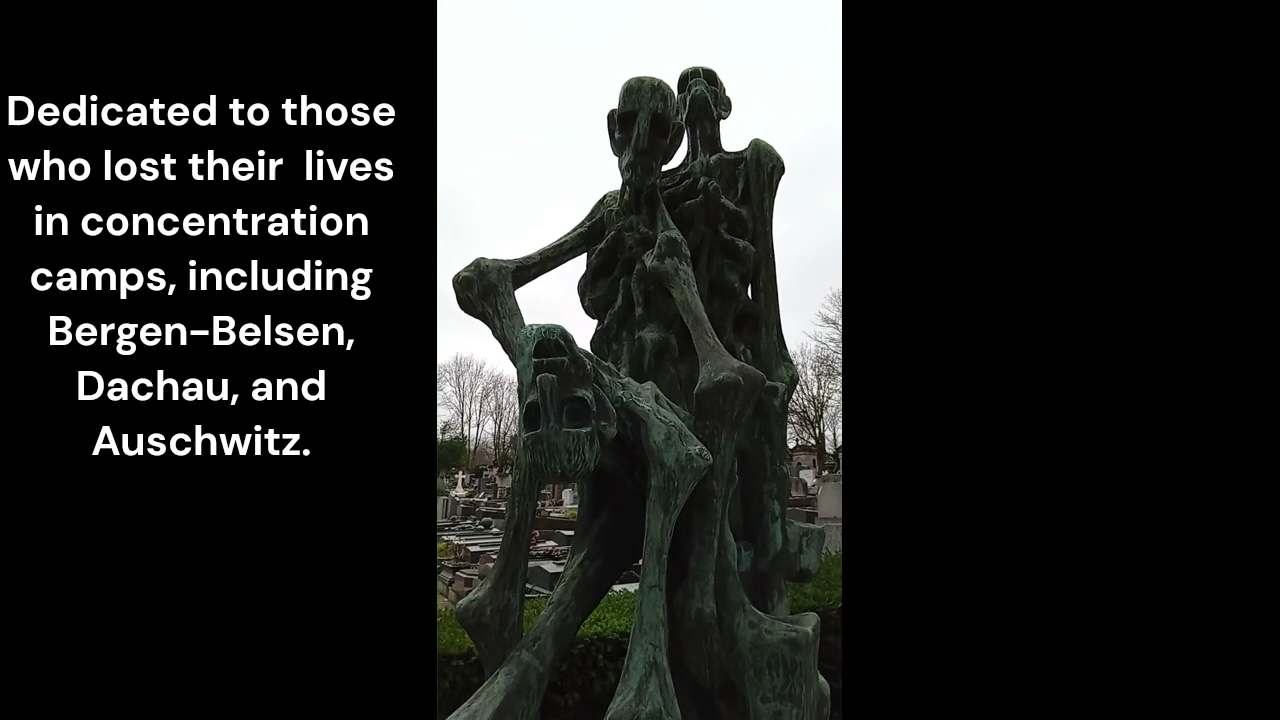 Dedicated to those
who lost their  lives
in concentration
camps, including
Bergen-Belsen,
Dachau, and
Auschwitz.